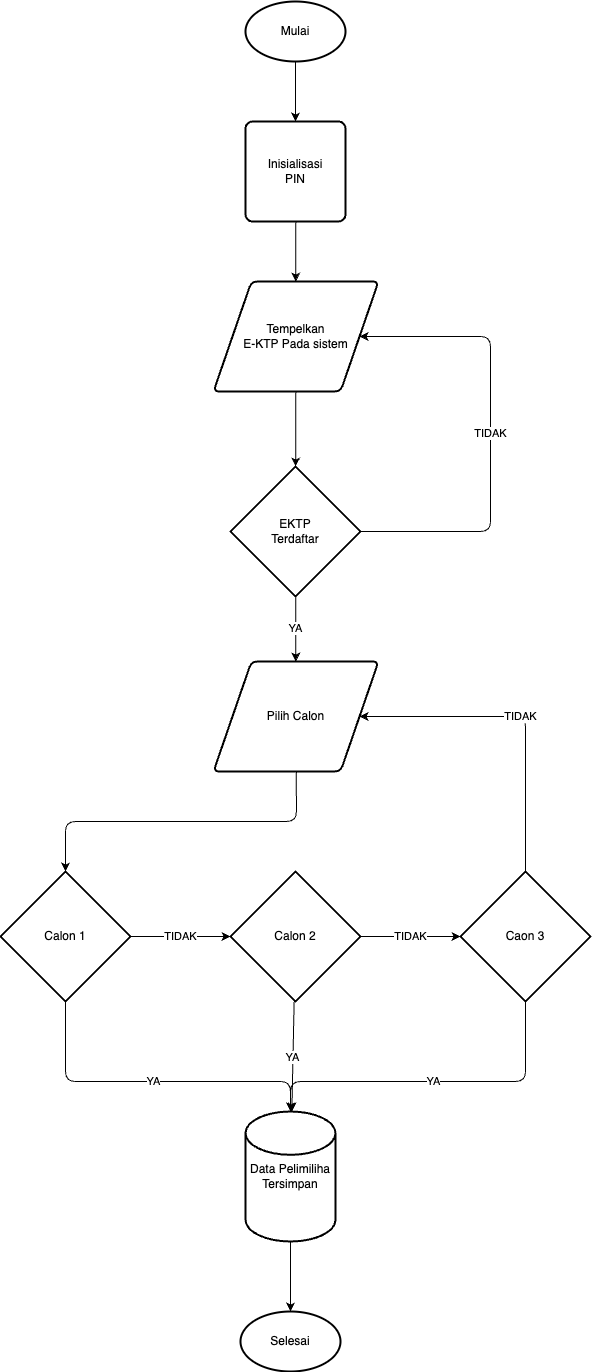 Mulai
Inisialisasi
PIN
Tempelkan
E-KTP Pada sistem
TIDAK
EKTP
Terdaftar
YA
Pilih Calon
TIDAK
Calon 1
TIDAK
Calon 2
TIDAK
Caon 3
YA
YA
YA
Data Pelimiliha
Tersimpan
Selesai